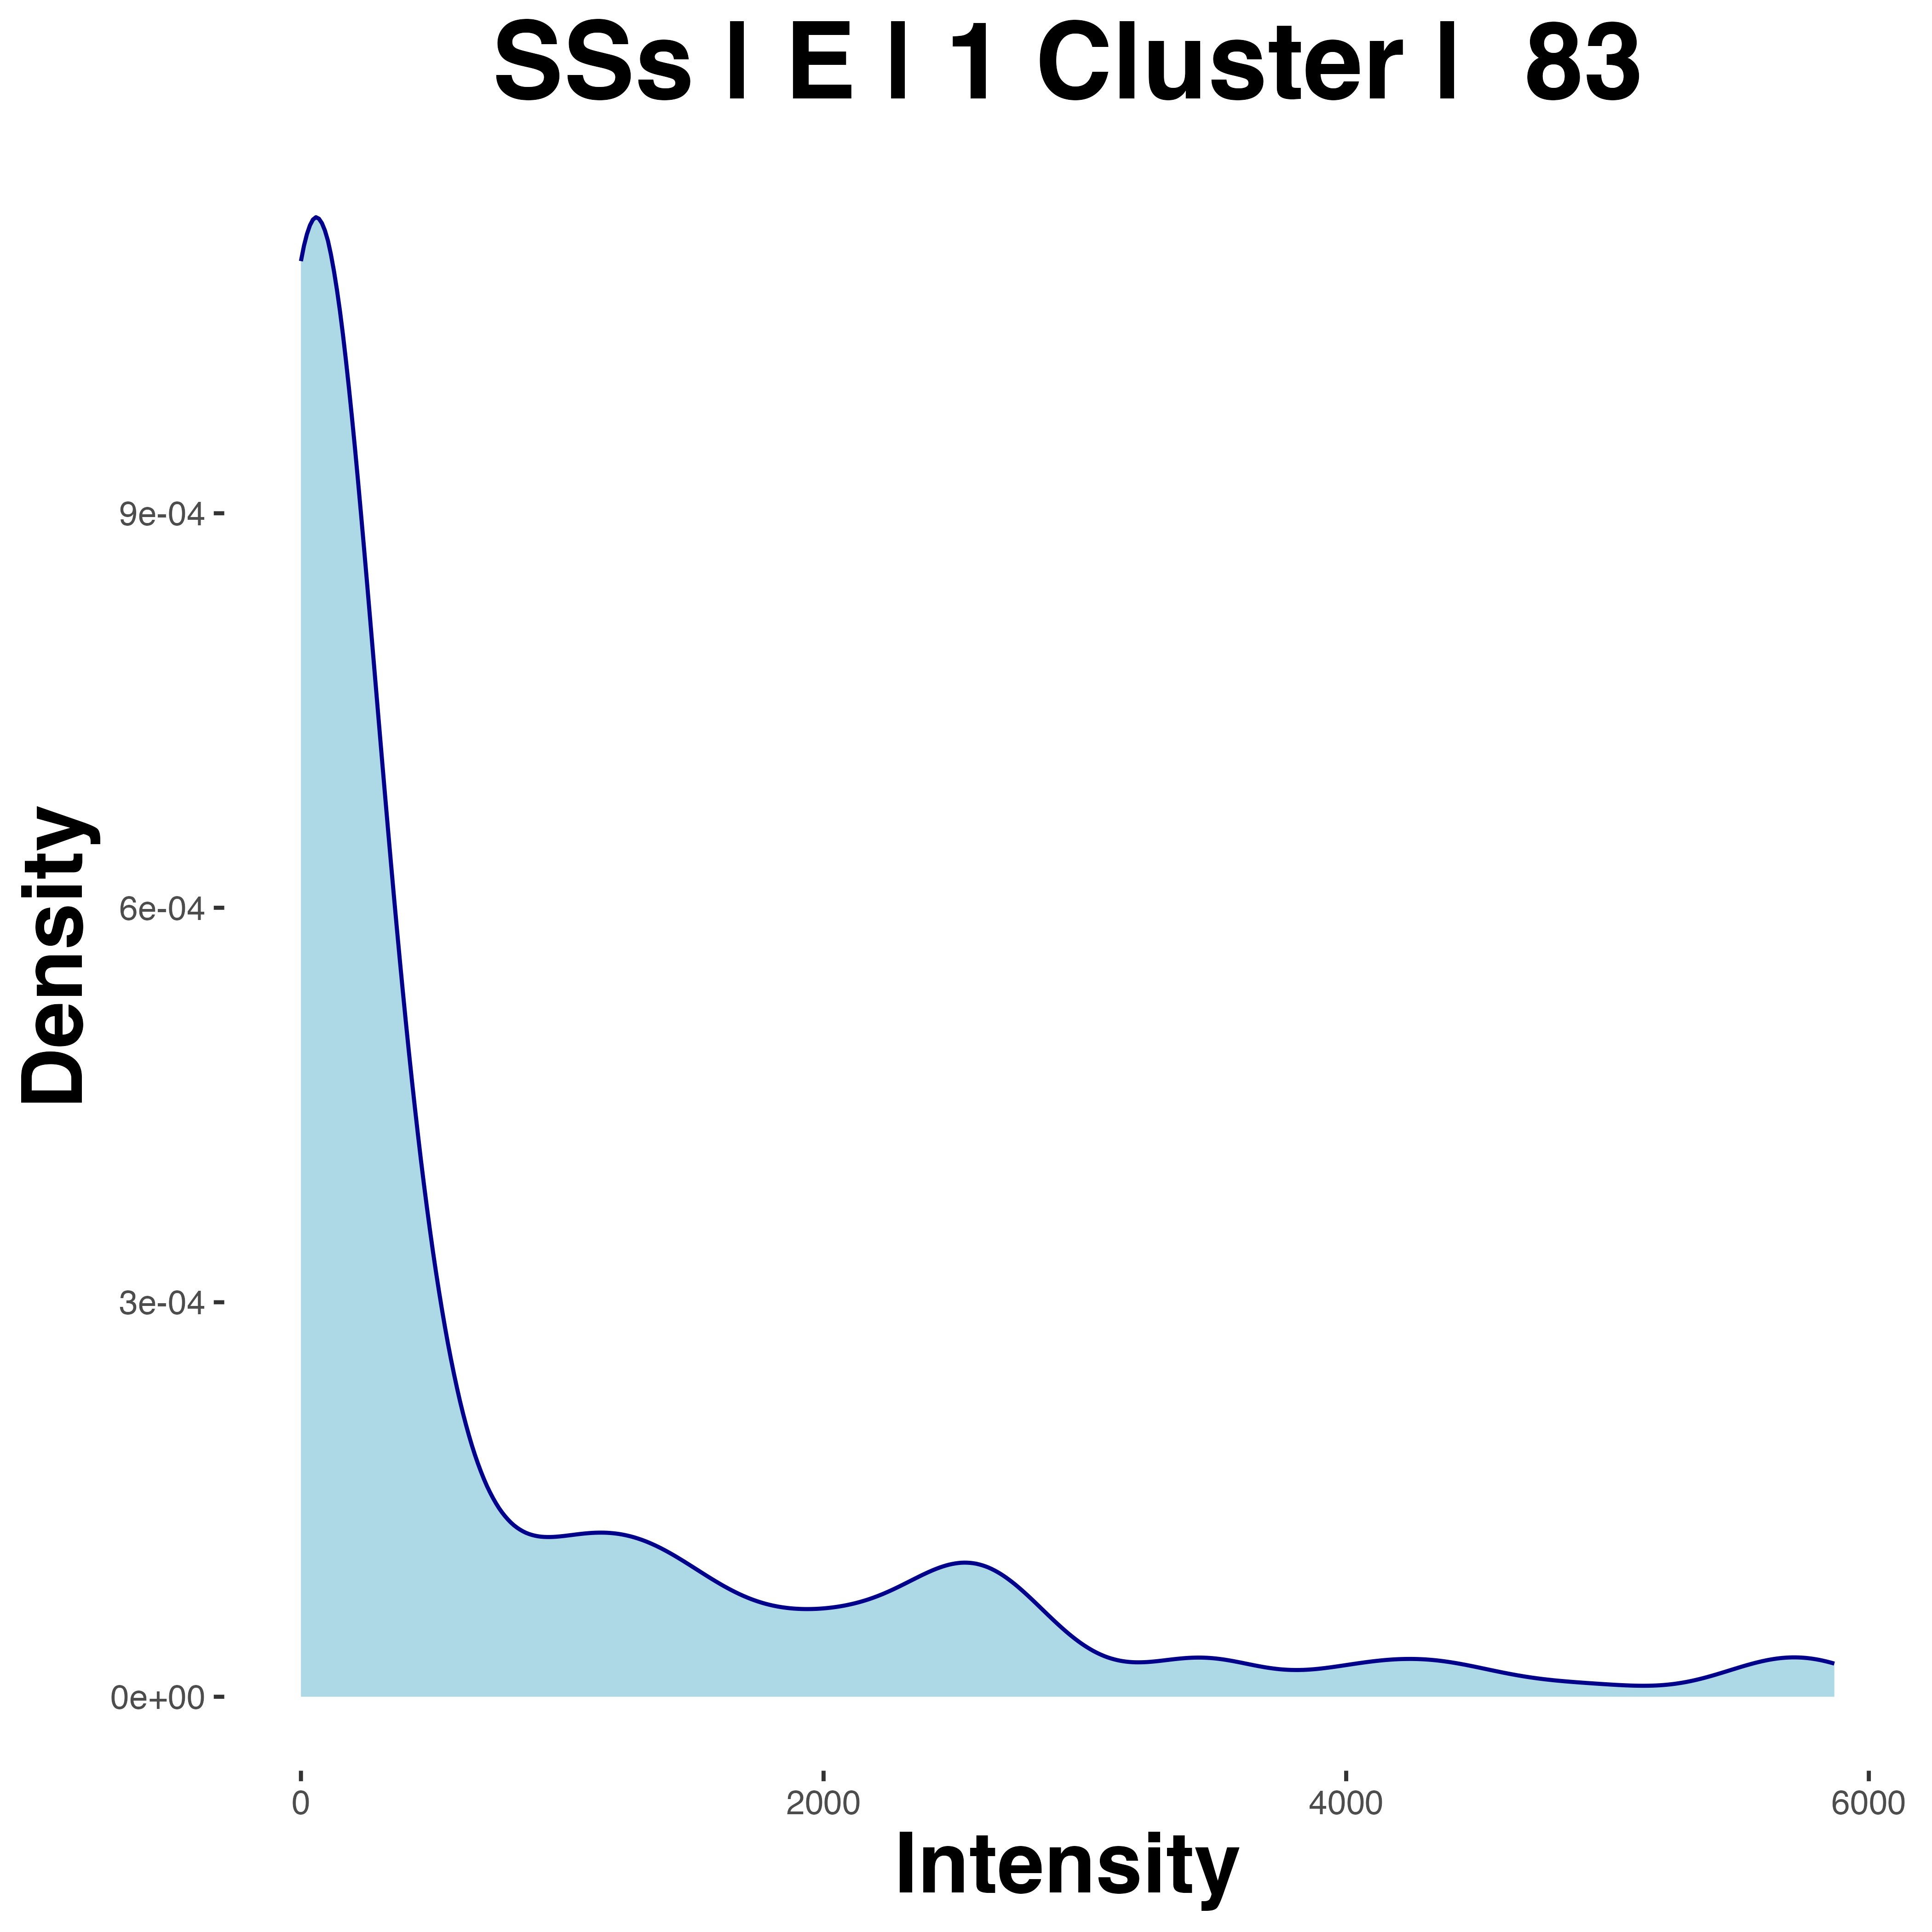 SSs | E | 1 Cluster |  83
Density
9e-04
6e-04
3e-04
0e+00
0 2000 4000 6000
Intensity